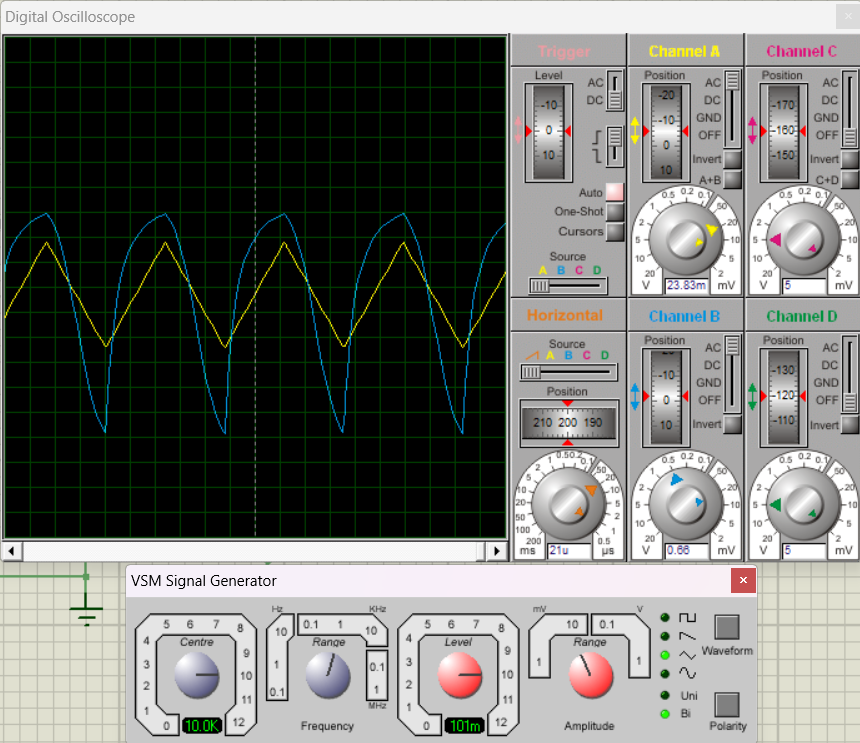 Digital Oscilloscope
Trigger
Level
AC
DC
-10
0
10
Auto
One-Shot
Cursors
Source
A B C D
Channel A
Position
AC
DC
GND
OFF
-20
-10
0
10
Invert
A+B
0.5 0.2 0.1
1 50
2 20
5 10
10 5
20 2
V 23.83m mV
Channel C
Position
AC
DC
GND
OFF
-170
-160
-150
Invert
C+D
0.5 0.2 0.1
1 50
2 20
5 10
10 5
20 2
V 5 mV
Horizontal
Source
A B C D
Position
210 200 190
1 0.5 0.2 0.1
2 50
5 20
10 10
20 5
50 2
100 1
200 0.5
ms 21u µs
Channel B
Position
AC
DC
GND
OFF
-10
0
10
Invert
0.5 0.2 0.1
1 50
2 20
5 10
10 5
20 2
V 0.66 mV
Channel D
Position
AC
DC
GND
OFF
-130
-120
-110
Invert
0.5 0.2 0.1
1 50
2 20
5 10
10 5
20 2
V 5 mV
VSM Signal Generator
Centre
0 1 2 3 4 5 6 7 8 9 10 11 12
10.0K
Hz KHz
Range
0.1 1 10 0.1 1 10 0.1 1
MHz
Frequency
Level
0 1 2 3 4 5 6 7 8 9 10 11 12
101m
mV V
Range
1 10 0.1 1
Amplitude
Waveform
Uni
Bi
Polarity